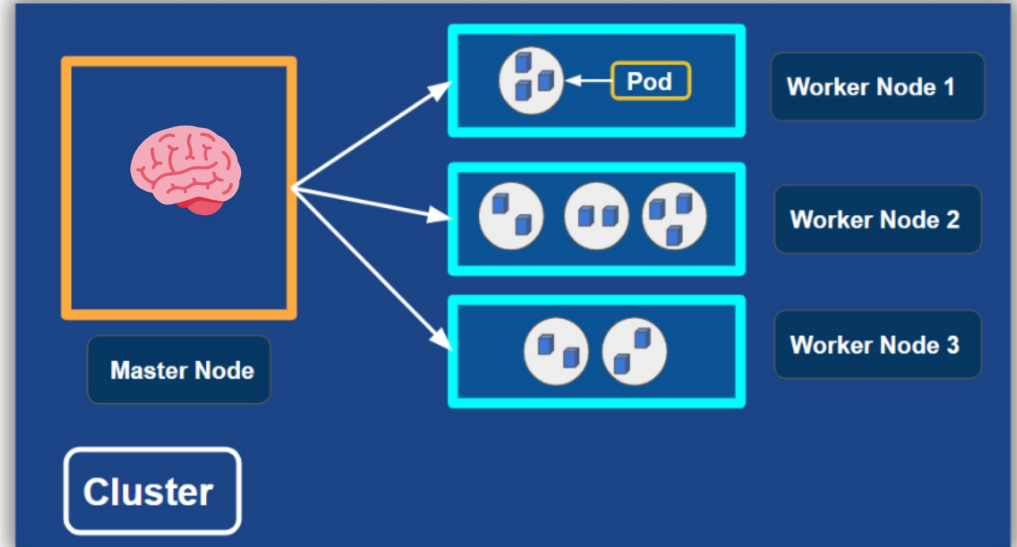 Pod
Worker Node 1
Worker Node 2
Worker Node 3
Master Node
Cluster